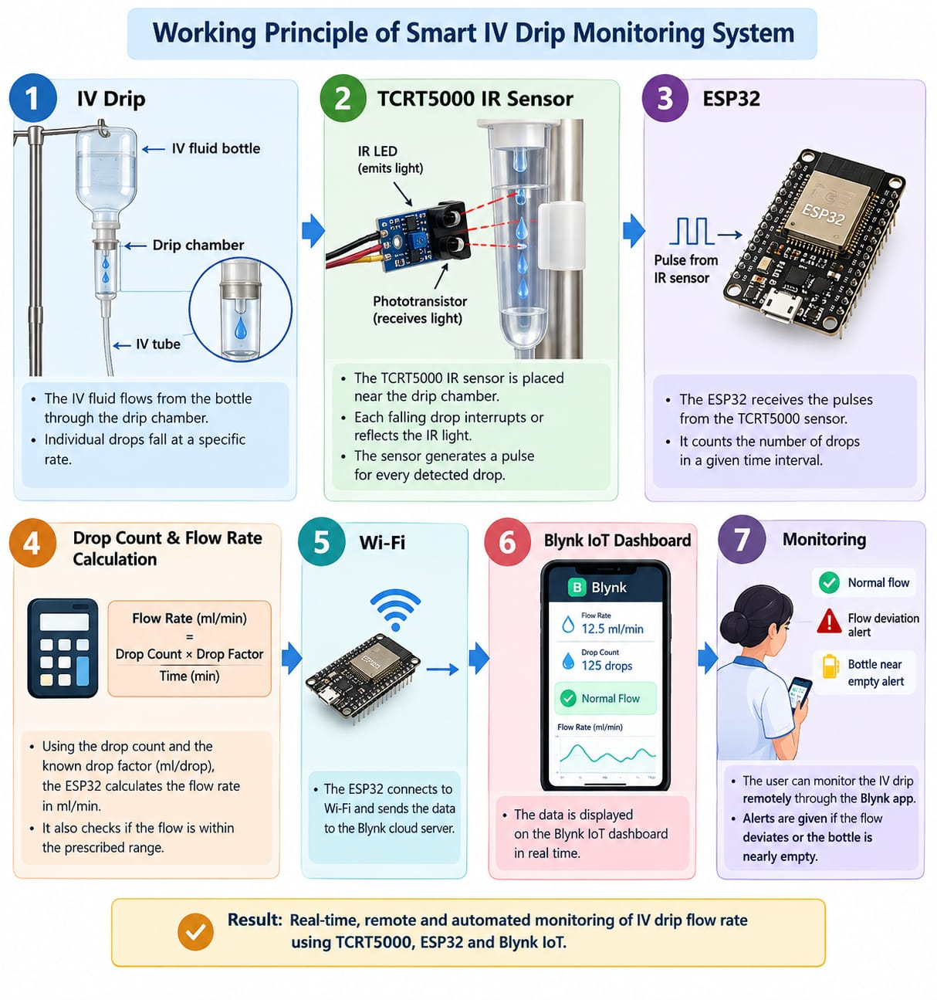 Working Principle of Smart IV Drip Monitoring System
1
IV Drip
IV fluid bottle
Drip chamber
IV tube
• The IV fluid flows from the bottle
through the drip chamber.
• Individual drops fall at a specific
rate.
2
TCRT5000 IR Sensor
IR LED
(emits light)
Phototransistor
(receives light)
• The TCRT5000 IR sensor is placed
near the drip chamber.
• Each falling drop interrupts or
reflects the IR light.
• The sensor generates a pulse
for every detected drop.
3
ESP32
ESP32
Pulse from
IR sensor
• The ESP32 receives the pulses
from the TCRT5000 sensor.
• It counts the number of drops
in a given time interval.
4
Drop Count & Flow Rate
Calculation
Flow Rate (ml/min)
=
Drop Count × Drop Factor
Time (min)
• Using the drop count and the
known drop factor (ml/drop),
the ESP32 calculates the flow rate
in ml/min.
• It also checks if the flow is within
the prescribed range.
5
Wi-Fi
• The ESP32 connects to
Wi-Fi and sends the data
to the Blynk cloud server.
6
Blynk IoT Dashboard
B Blynk
Flow Rate
12.5 ml/min
Drop Count
125 drops
Normal Flow
Flow Rate (ml/min)
• The data is displayed
on the Blynk IoT dashboard
in real time.
7
Monitoring
Normal flow
Flow deviation
alert
Bottle near
empty alert
• The user can monitor the IV drip
remotely through the Blynk app.
• Alerts are given if the flow
deviates or the bottle is
nearly empty.
Result: Real-time, remote and automated monitoring of IV drip flow rate
using TCRT5000, ESP32 and Blynk IoT.